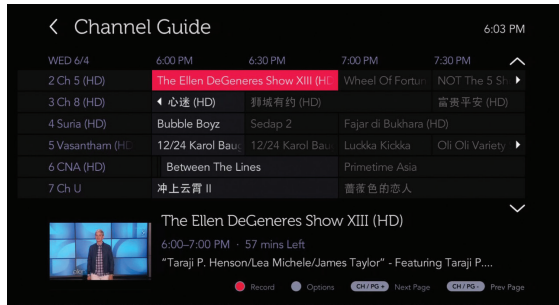 Channel Guide 6:03 PM
WED 6/4 6:00 PM 6:30 PM 7:00 PM 7:30 PM
2 Ch 5 (HD) The Ellen DeGeneres Show XIII (HD Wheel Of Fortun NOT The 5 Sh
3 Ch 8 (HD) 心迷 (HD) 狮城有约 (HD) 富贵平安 (HD)
4 Suria (HD) Bubble Boyz Sedap 2 Fajar di Bukhara (HD)
5 Vasantham (HD 12/24 Karol Baug 12/24 Karol Bau Luckka Kickka Oli Oli Variety
6 CNA (HD) Between The Lines Primetime Asia
7 Ch U 冲上云霄 II 蔷薇色的恋人
The Ellen DeGeneres Show XIII (HD)
6:00–7:00 PM · 57 mins Left
“Taraji P. Henson/Lea Michele/James Taylor” - Featuring Taraji P....
Record Options CH / PG + Next Page CH / PG - Prev Page